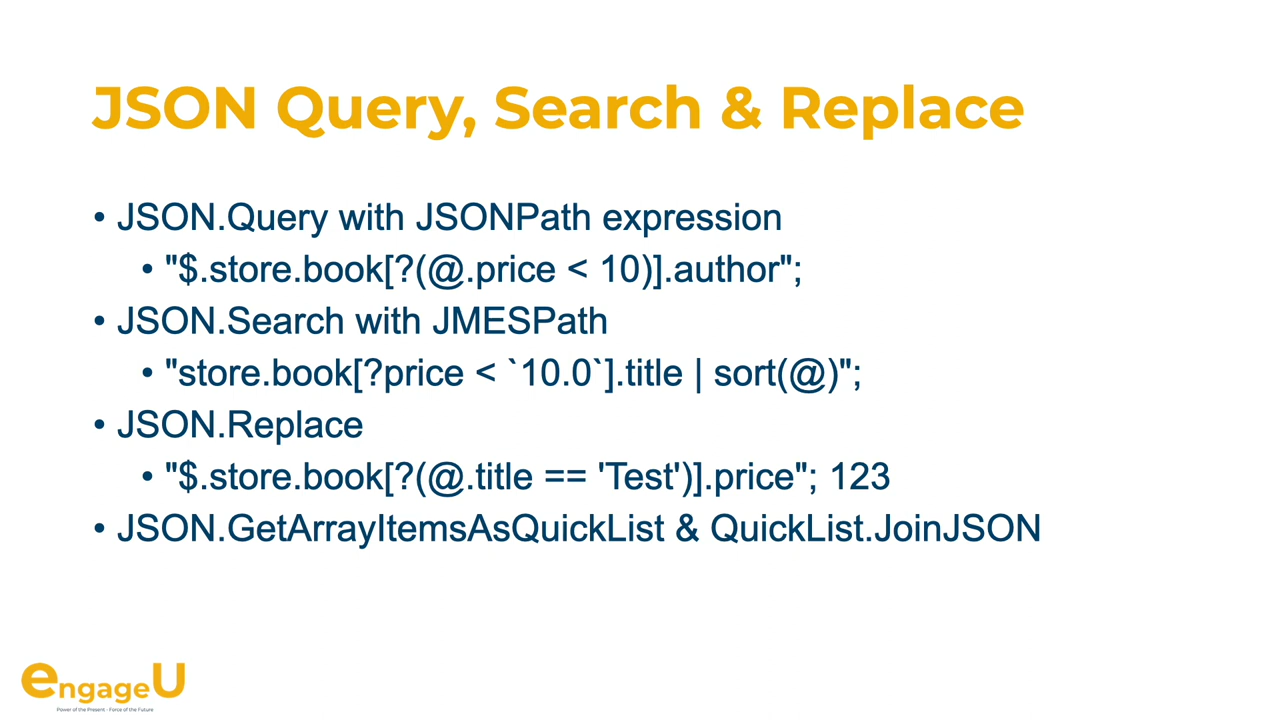 JSON Query, Search & Replace
• JSON.Query with JSONPath expression
• "$.store.book[?(@.price < 10)].author";
• JSON.Search with JMESPath
• "store.book[?price < `10.0`].title | sort(@)";
• JSON.Replace
• "$.store.book[?(@.title == 'Test')].price"; 123
• JSON.GetArrayItemsAsQuickList & QuickList.JoinJSON
engageU
Power of the Present - Force of the Future